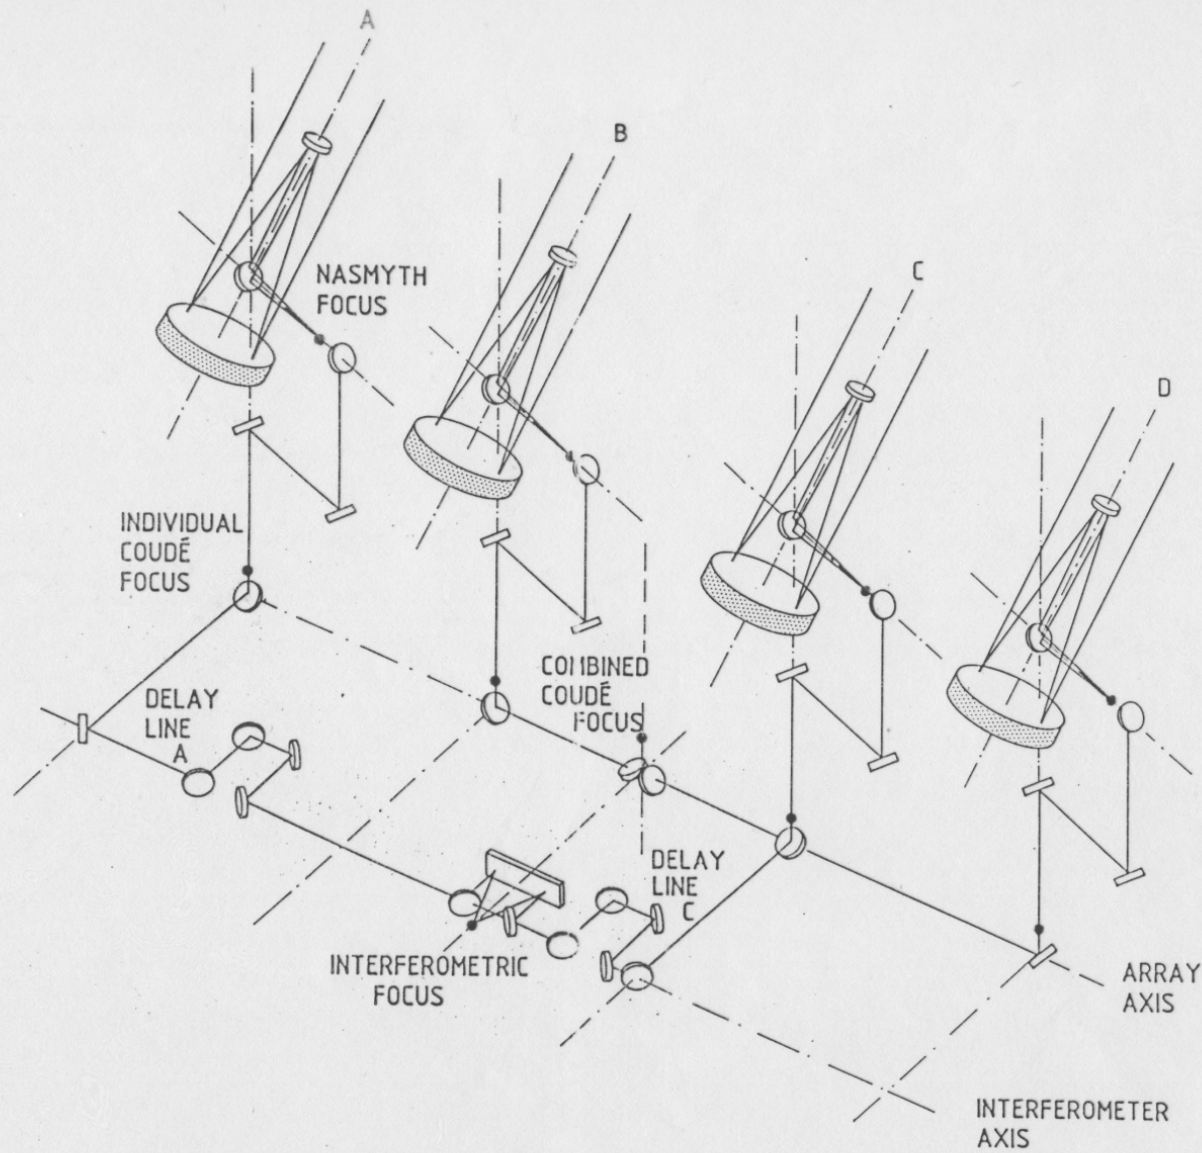 A
B
C
D
NASMYTH
FOCUS
INDIVIDUAL
COUDÉ
FOCUS
COMBINED
COUDÉ
FOCUS
DELAY
LINE
A
DELAY
LINE
C
INTERFEROMETRIC
FOCUS
ARRAY
AXIS
INTERFEROMETER
AXIS